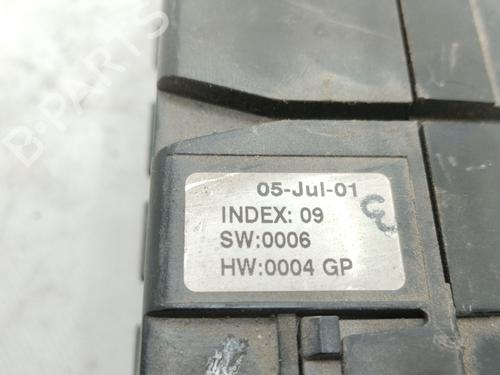 B-PARTS
05-Jul-01
INDEX: 09
SW:0006
HW:0004 GP